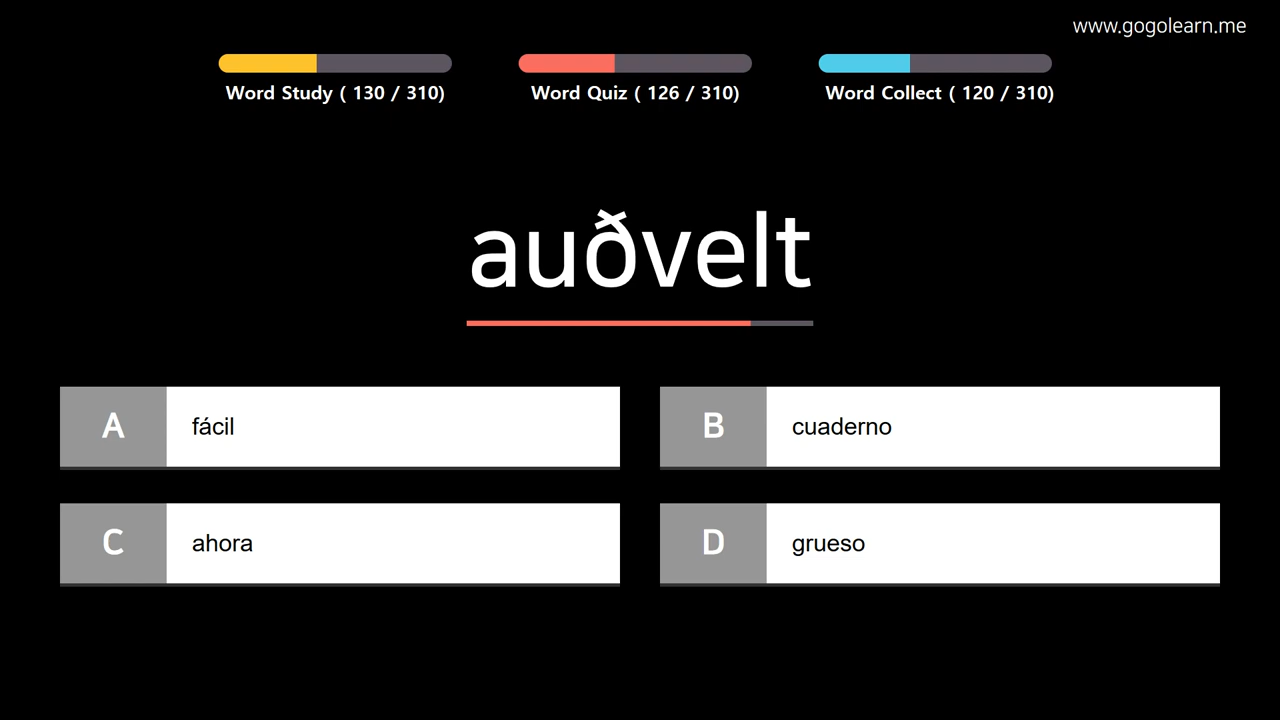 www.gogolearn.me
Word Study ( 130 / 310)
Word Quiz ( 126 / 310)
Word Collect ( 120 / 310)
auðvelt
A fácil
B cuaderno
C ahora
D grueso